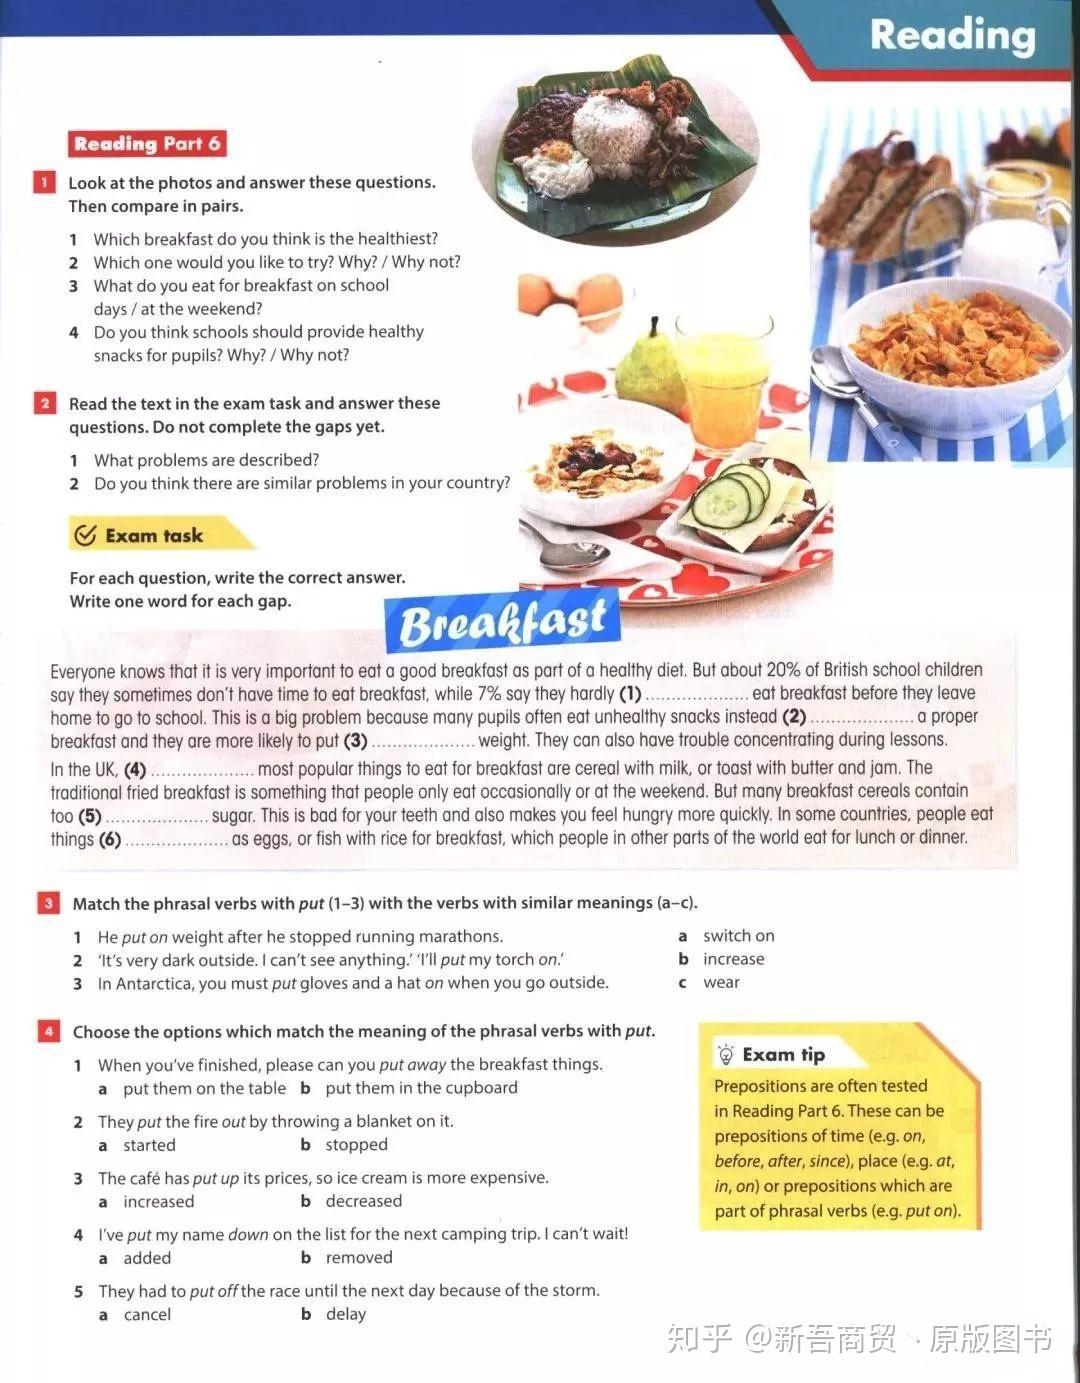 Reading
Reading Part 6
1 Look at the photos and answer these questions.
Then compare in pairs.
1 Which breakfast do you think is the healthiest?
2 Which one would you like to try? Why? / Why not?
3 What do you eat for breakfast on school
days / at the weekend?
4 Do you think schools should provide healthy
snacks for pupils? Why? / Why not?
2 Read the text in the exam task and answer these
questions. Do not complete the gaps yet.
1 What problems are described?
2 Do you think there are similar problems in your country?
Exam task
For each question, write the correct answer.
Write one word for each gap.
Breakfast
Everyone knows that it is very important to eat a good breakfast as part of a healthy diet. But about 20% of British school children
say they sometimes don't have time to eat breakfast, while 7% say they hardly (1) .................... eat breakfast before they leave
home to go to school. This is a big problem because many pupils often eat unhealthy snacks instead (2) .................... a proper
breakfast and they are more likely to put (3) .................... weight. They can also have trouble concentrating during lessons.
In the UK, (4) .................... most popular things to eat for breakfast are cereal with milk, or toast with butter and jam. The
traditional fried breakfast is something that people only eat occasionally or at the weekend. But many breakfast cereals contain
too (5) .................... sugar. This is bad for your teeth and also makes you feel hungry more quickly. In some countries, people eat
things (6) .................... as eggs, or fish with rice for breakfast, which people in other parts of the world eat for lunch or dinner.
3 Match the phrasal verbs with put (1–3) with the verbs with similar meanings (a–c).
1 He put on weight after he stopped running marathons.
2 'It's very dark outside. I can't see anything.' 'I'll put my torch on.'
3 In Antarctica, you must put gloves and a hat on when you go outside.
a switch on
b increase
c wear
4 Choose the options which match the meaning of the phrasal verbs with put.
1 When you've finished, please can you put away the breakfast things.
a put them on the table b put them in the cupboard
2 They put the fire out by throwing a blanket on it.
a started b stopped
3 The café has put up its prices, so ice cream is more expensive.
a increased b decreased
4 I've put my name down on the list for the next camping trip. I can't wait!
a added b removed
5 They had to put off the race until the next day because of the storm.
a cancel b delay
Exam tip
Prepositions are often tested
in Reading Part 6. These can be
prepositions of time (e.g. on,
before, after, since), place (e.g. at,
in, on) or prepositions which are
part of phrasal verbs (e.g. put on).
知乎 @新吾商贸、原版图书